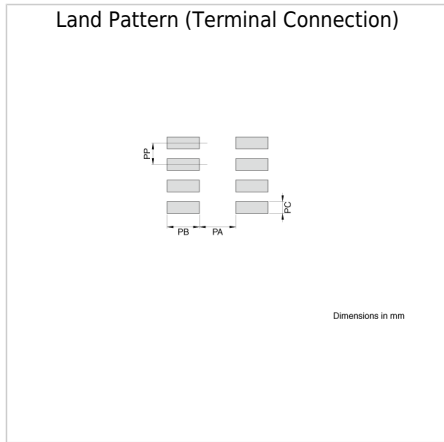 Land Pattern (Terminal Connection)
PP
PC
PB
PA
Dimensions in mm